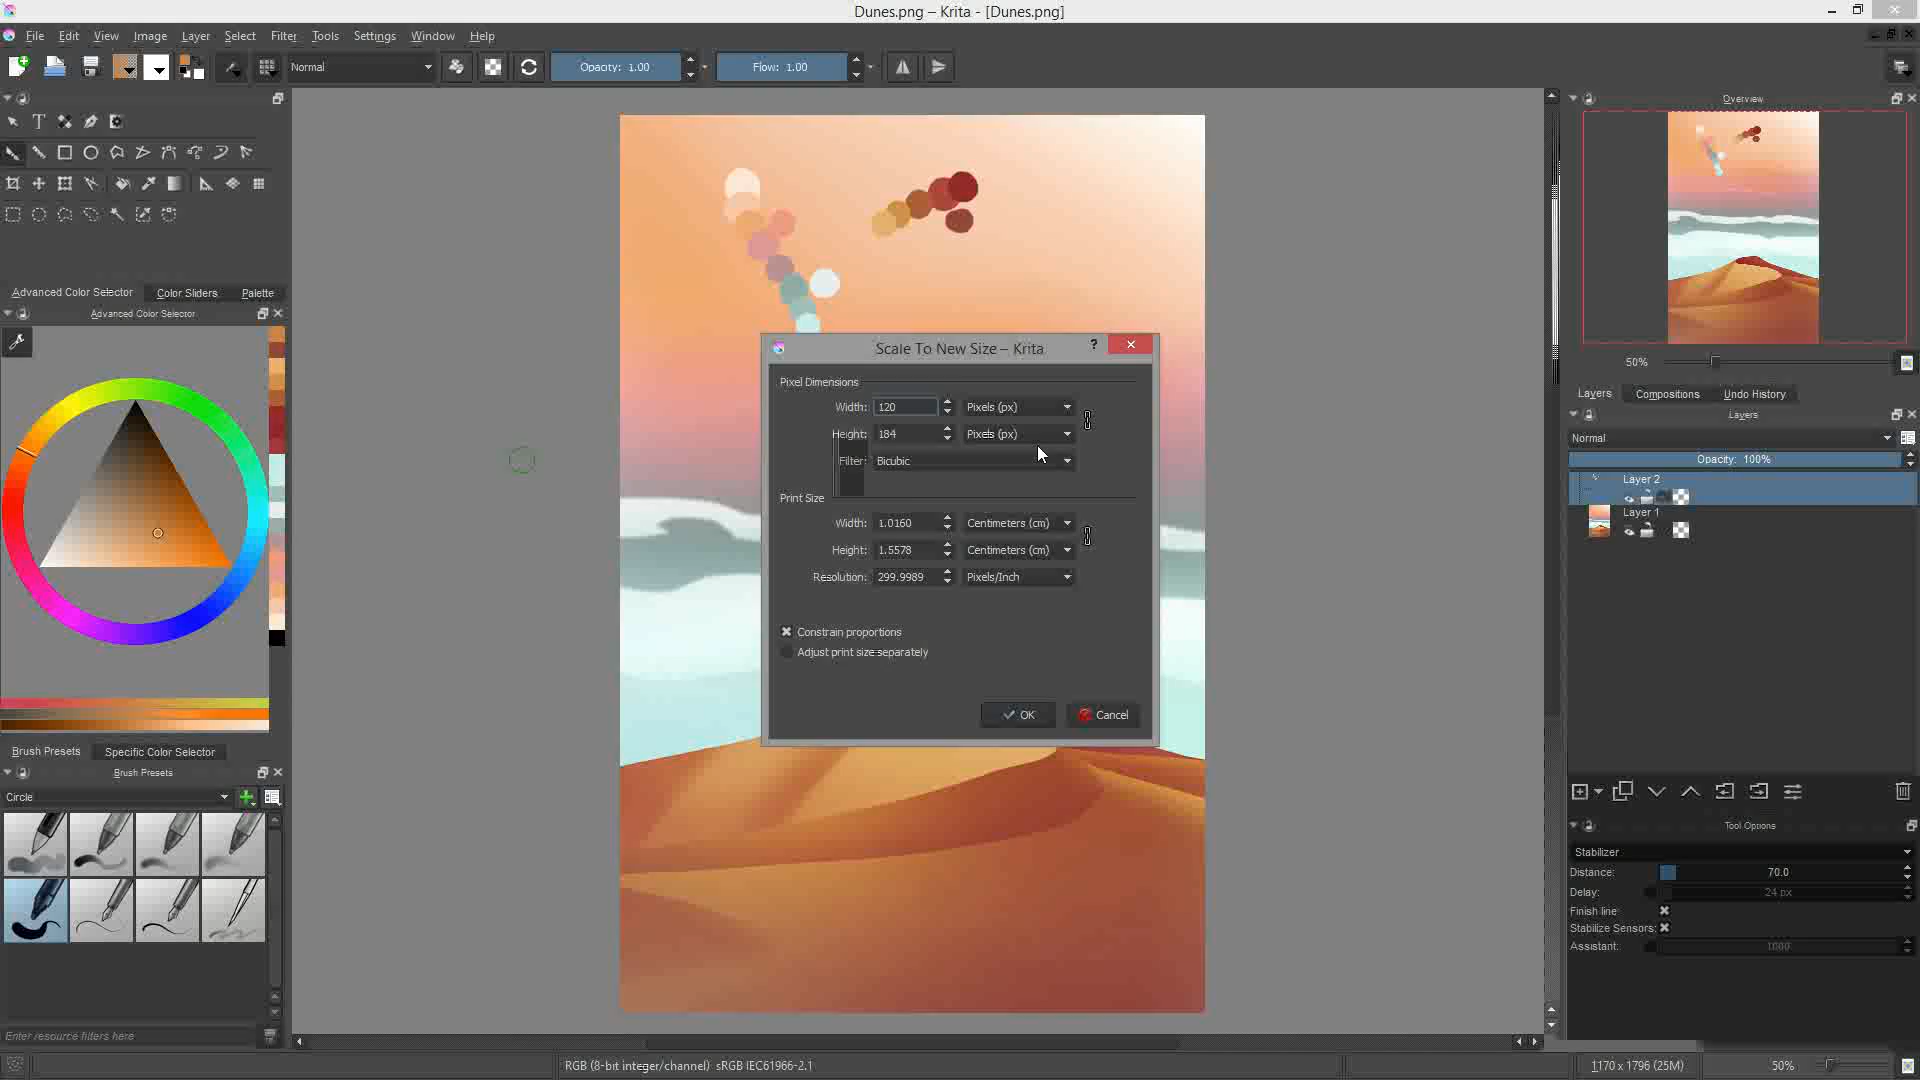 Dunes.png – Krita - [Dunes.png]
File Edit View Image Layer Select Filter Tools Settings Window Help
Normal Opacity: 1.00 Flow: 1.00
Advanced Color Selector Color Sliders Palette
Advanced Color Selector
Brush Presets Specific Color Selector
Brush Presets
Circle
Enter resource filters here
Scale To New Size – Krita
?
Pixel Dimensions
Width: 120 Pixels (px)
Height: 184 Pixels (px)
Filter: Bicubic
Print Size
Width: 1.0160 Centimeters (cm)
Height: 1.5578 Centimeters (cm)
Resolution: 299.9989 Pixels/Inch
Constrain proportions
Adjust print size separately
OK Cancel
Overview
50%
Layers Compositions Undo History
Layers
Normal
Opacity: 100%
Layer 2
Layer 1
Tool Options
Stabilizer
Distance: 70.0
Delay: 24 px
Finish line:
Stabilize Sensors:
Assistant: 1000
RGB (8-bit integer/channel) sRGB IEC61966-2.1 1170 x 1796 (25M) 50%